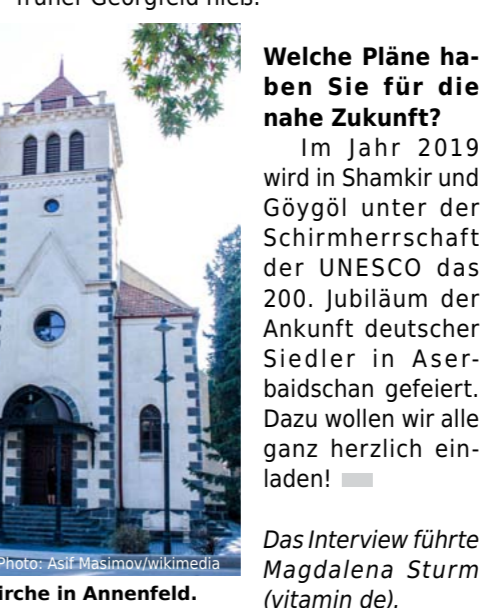 früher Georgfeld hieß.
Photo: Asif Masimov/wikimedia
irche in Annenfeld.
Welche Pläne ha-
ben Sie für die
nahe Zukunft?
Im Jahr 2019
wird in Shamkir und
Göygöl unter der
Schirmherrschaft
der UNESCO das
200. Jubiläum der
Ankunft deutscher
Siedler in Aser-
baidschan gefeiert.
Dazu wollen wir alle
ganz herzlich ein-
laden!
Das Interview führte
Magdalena Sturm
(vitamin de).